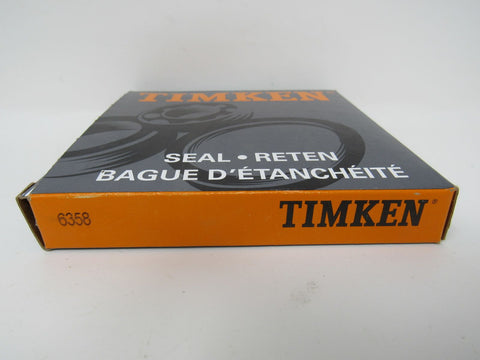 TIMKEN
SEAL • RETEN
BAGUE D'ÉTANCHÉITÉ
6358 TIMKEN®